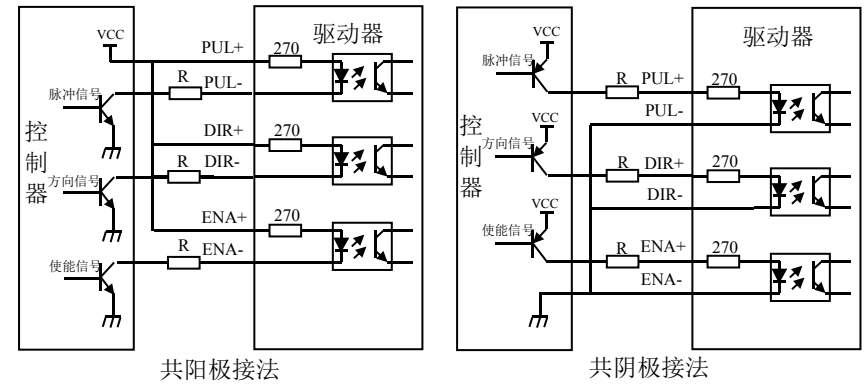 VCC
PUL+
270
驱动器
R
PUL-
脉冲信号
控制器
DIR+
270
R
DIR-
方向信号
ENA+
270
R
ENA-
使能信号
共阳极接法
VCC
驱动器
脉冲信号
R
PUL+
270
PUL-
VCC
控制器
方向信号
R
DIR+
270
DIR-
VCC
使能信号
R
ENA+
270
ENA-
共阴极接法